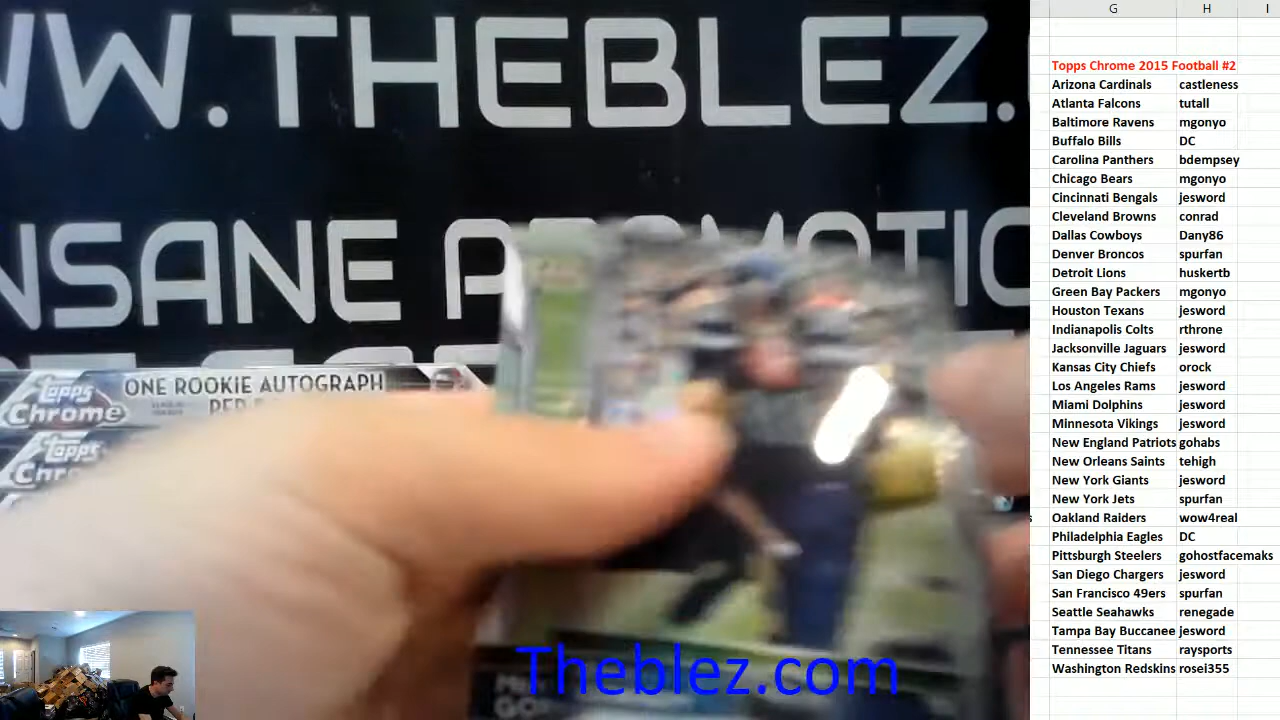 WW.THEBLEZ.
NSANE
Topps Chrome
ONE ROOKIE AUTOGRAPH
Topps
Theblez.com
G H I
Topps Chrome 2015 Football #2
Arizona Cardinals castleness
Atlanta Falcons tutall
Baltimore Ravens mgonyo
Buffalo Bills DC
Carolina Panthers bdempsey
Chicago Bears mgonyo
Cincinnati Bengals jesword
Cleveland Browns conrad
Dallas Cowboys Dany86
Denver Broncos spurfan
Detroit Lions huskertb
Green Bay Packers mgonyo
Houston Texans jesword
Indianapolis Colts rthrone
Jacksonville Jaguars jesword
Kansas City Chiefs orock
Los Angeles Rams jesword
Miami Dolphins jesword
Minnesota Vikings jesword
New England Patriots gohabs
New Orleans Saints tehigh
New York Giants jesword
New York Jets spurfan
Oakland Raiders wow4real
Philadelphia Eagles DC
Pittsburgh Steelers gohostfacemaks
San Diego Chargers jesword
San Francisco 49ers spurfan
Seattle Seahawks renegade
Tampa Bay Buccanee jesword
Tennessee Titans raysports
Washington Redskins rosei355